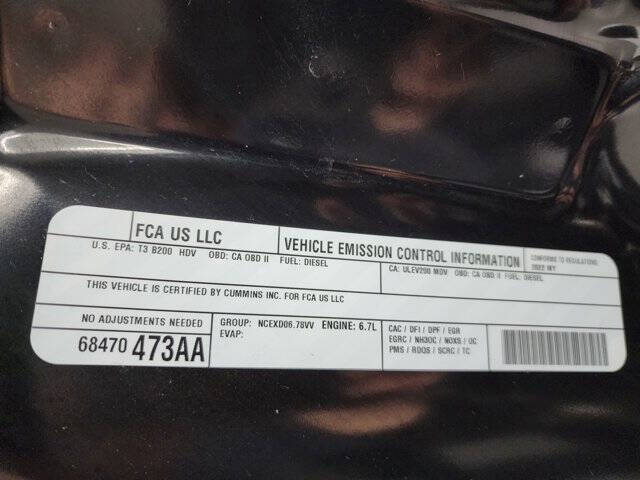 FCA US LLC
VEHICLE EMISSION CONTROL INFORMATION
CONFORMS TO REGULATIONS:
2022 MY
U.S. EPA: T3 B200 HDV OBD: CA OBD II FUEL: DIESEL
CA: ULEV200 MDV OBD: CA OBD II FUEL: DIESEL
THIS VEHICLE IS CERTIFIED BY CUMMINS INC. FOR FCA US LLC
NO ADJUSTMENTS NEEDED
68470 473AA
GROUP: NCEXD06.78VV ENGINE: 6.7L
EVAP:
CAC / DFI / DPF / EGR
EGRC / NH3OC / NOXS / OC
PMS / RDQS / SCRC / TC